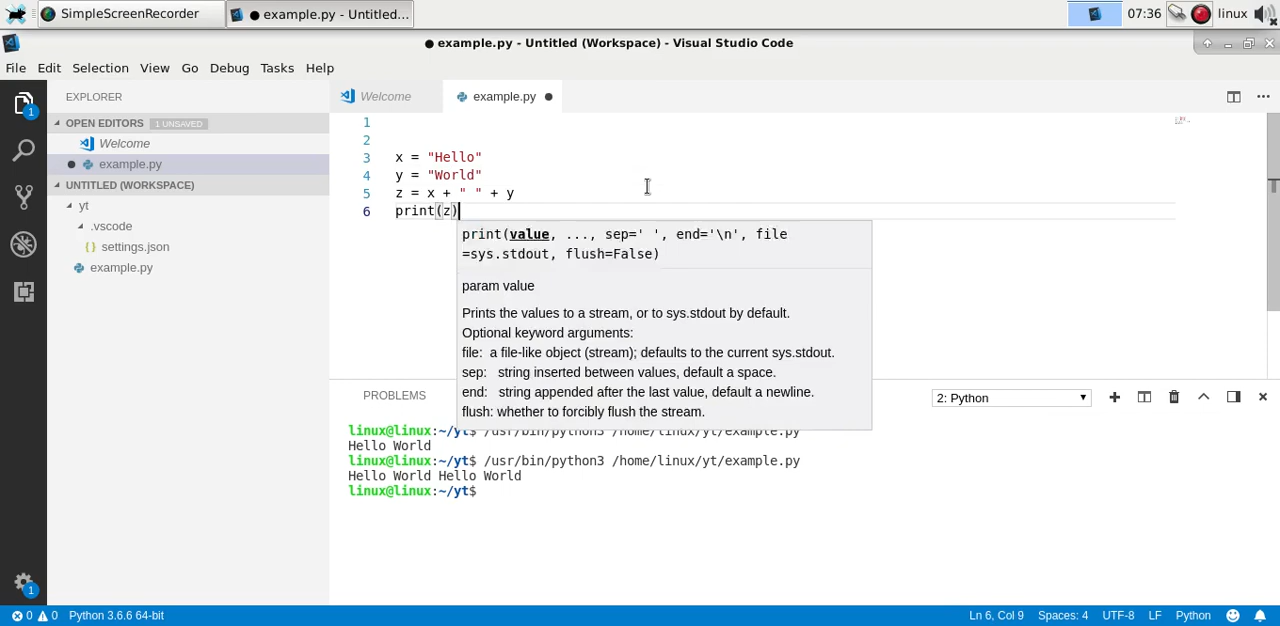 SimpleScreenRecorder
● example.py - Untitled...
07:36
linux
● example.py - Untitled (Workspace) - Visual Studio Code
File Edit Selection View Go Debug Tasks Help
EXPLORER
OPEN EDITORS 1 UNSAVED
Welcome
example.py
UNTITLED (WORKSPACE)
yt
.vscode
{ } settings.json
example.py
1
1
Welcome
example.py
1
2
3 x = "Hello"
4 y = "World"
5 z = x + " " + y
6 print(z)
print(value, ..., sep=' ', end='\n', file
=sys.stdout, flush=False)
param value
Prints the values to a stream, or to sys.stdout by default.
Optional keyword arguments:
file: a file-like object (stream); defaults to the current sys.stdout.
sep: string inserted between values, default a space.
end: string appended after the last value, default a newline.
flush: whether to forcibly flush the stream.
PROBLEMS
2: Python
linux@linux:~/yt$ /usr/bin/python3 /home/linux/yt/example.py
Hello World
linux@linux:~/yt$ /usr/bin/python3 /home/linux/yt/example.py
Hello World Hello World
linux@linux:~/yt$
0 0 Python 3.6.6 64-bit
Ln 6, Col 9 Spaces: 4 UTF-8 LF Python